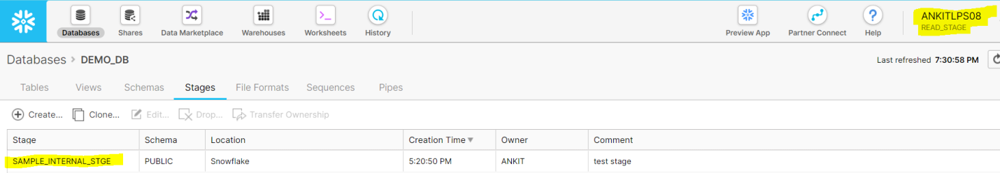 Databases Shares Data Marketplace Warehouses Worksheets History Preview App Partner Connect Help ANKITLPS08
READ_STAGE
Databases > DEMO_DB Last refreshed 7:30:58 PM
Tables Views Schemas Stages File Formats Sequences Pipes
Create... Clone... Edit... Drop... Transfer Ownership
Stage Schema Location Creation Time ▼ Owner Comment
SAMPLE_INTERNAL_STGE PUBLIC Snowflake 5:20:50 PM ANKIT test stage